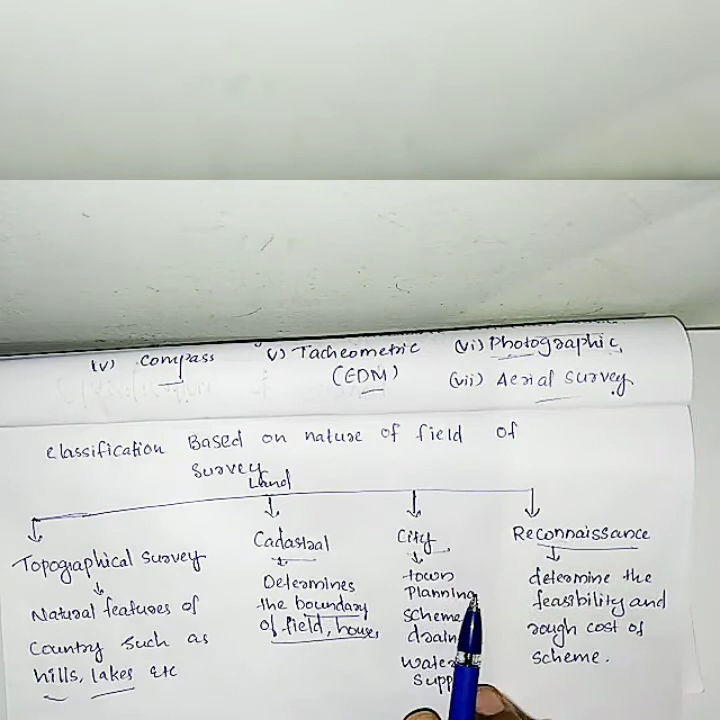 (v) Compass (v) Tacheometric (vi) Photographic
(EDM) (vii) Aerial Survey
Classification Based on nature of field of
Survey
Land
Topographical Survey
Natural features of
Country such as
hills, lakes etc
Cadastral
Determines
the boundary
of field, houses
City
town
Planning
Scheme
drain
Water
Supp
Reconnaissance
determine the
feasibility and
rough cost of
scheme.